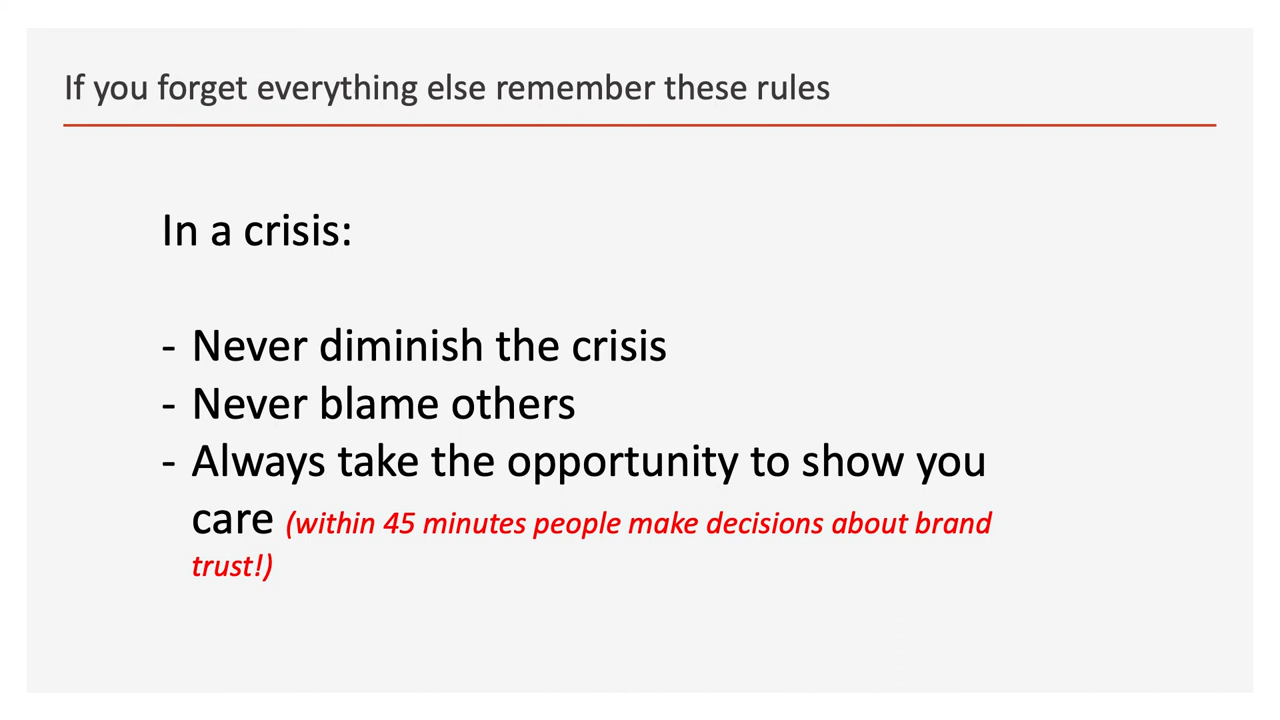 If you forget everything else remember these rules
In a crisis:
- Never diminish the crisis
- Never blame others
- Always take the opportunity to show you
care (within 45 minutes people make decisions about brand
trust!)